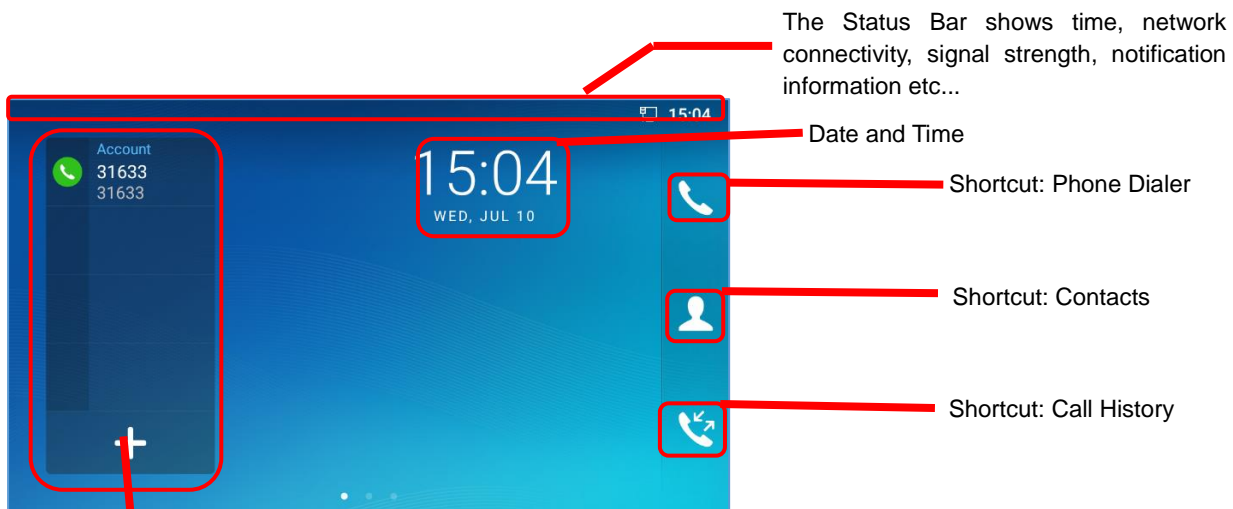 The Status Bar shows time, network
connectivity, signal strength, notification
information etc...
15:04
Date and Time
Account
31633
31633
15:04
WED, JUL 10
Shortcut: Phone Dialer
Shortcut: Contacts
Shortcut: Call History